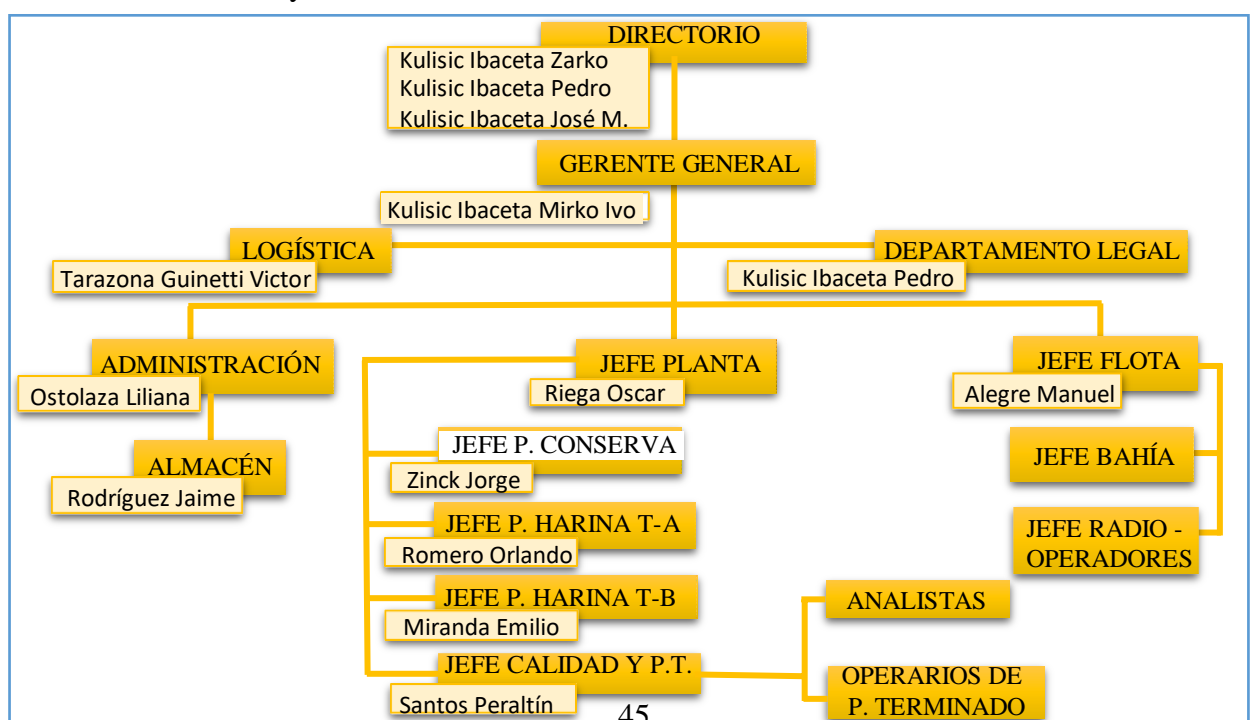 DIRECTORIO
Kulisic Ibaceta Zarko
Kulisic Ibaceta Pedro
Kulisic Ibaceta José M.
GERENTE GENERAL
Kulisic Ibaceta Mirko Ivo
LOGÍSTICA
Tarazona Guinetti Victor
DEPARTAMENTO LEGAL
Kulisic Ibaceta Pedro
ADMINISTRACIÓN
Ostolaza Liliana
ALMACÉN
Rodríguez Jaime
JEFE PLANTA
Riega Oscar
JEFE P. CONSERVA
Zinck Jorge
JEFE P. HARINA T-A
Romero Orlando
JEFE P. HARINA T-B
Miranda Emilio
JEFE CALIDAD Y P.T.
Santos Peraltín
ANALISTAS
OPERARIOS DE
P. TERMINADO
JEFE FLOTA
Alegre Manuel
JEFE BAHÍA
JEFE RADIO -
OPERADORES
45